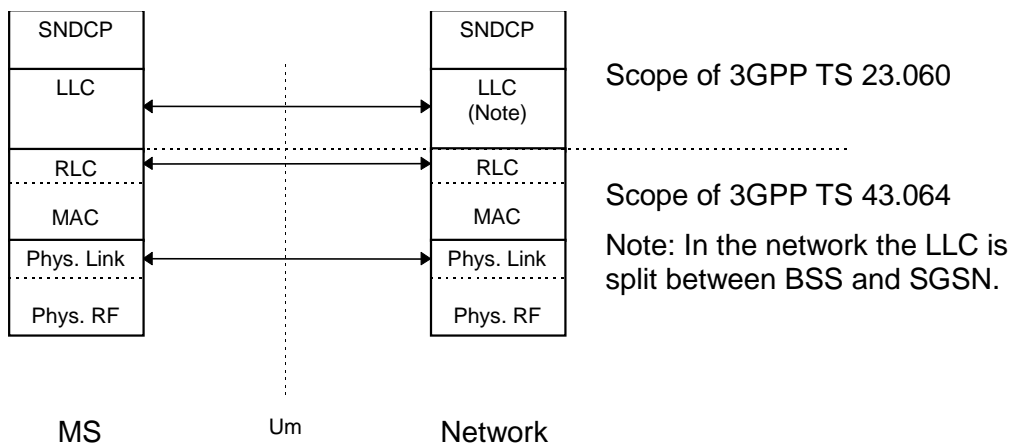 SNDCP
LLC
RLC
MAC
Phys. Link
Phys. RF
MS
Um
SNDCP
LLC
(Note)
RLC
MAC
Phys. Link
Phys. RF
Network
Scope of 3GPP TS 23.060
Scope of 3GPP TS 43.064
Note: In the network the LLC is
split between BSS and SGSN.